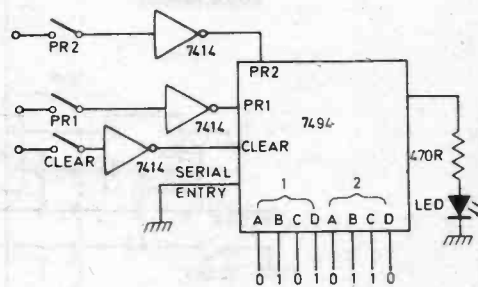 PR2
7414
PR2
PR1
7414
PR1
7494
CLEAR
7414
CLEAR
470R
SERIAL
ENTRY
1 2
LED
A B C D A B C D
0 1 0 1 0 1 1 0